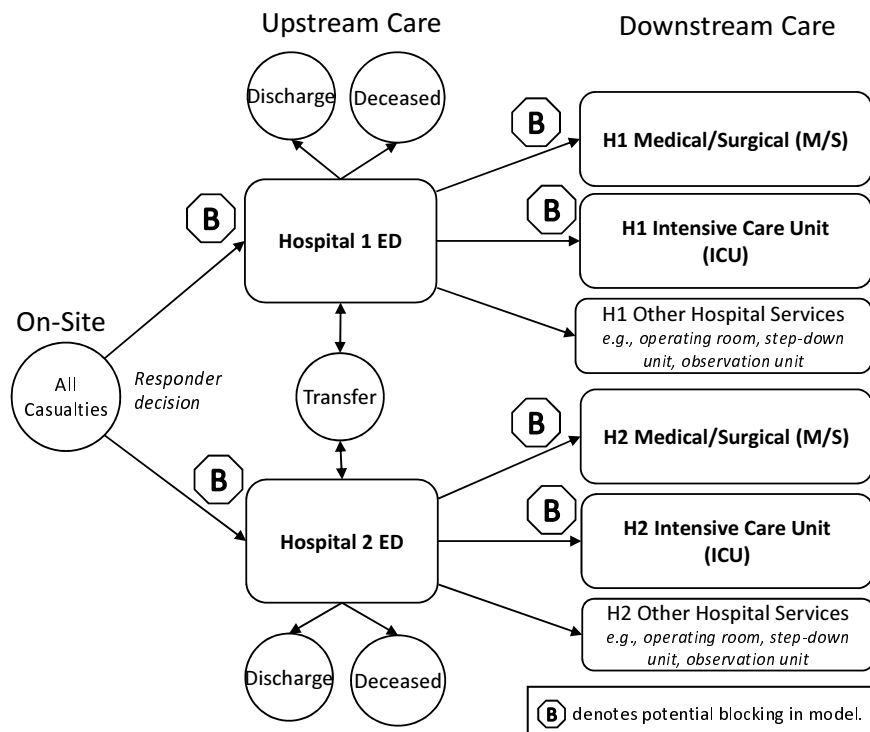 Upstream Care
Downstream Care
Discharge
Deceased
B
H1 Medical/Surgical (M/S)
B
B
Hospital 1 ED
H1 Intensive Care Unit
(ICU)
On-Site
H1 Other Hospital Services
e.g., operating room, step-down
unit, observation unit
All
Casualties
Responder
decision
Transfer
B
H2 Medical/Surgical (M/S)
B
B
Hospital 2 ED
H2 Intensive Care Unit
(ICU)
H2 Other Hospital Services
e.g., operating room, step-down
unit, observation unit
Discharge
Deceased
B denotes potential blocking in model.